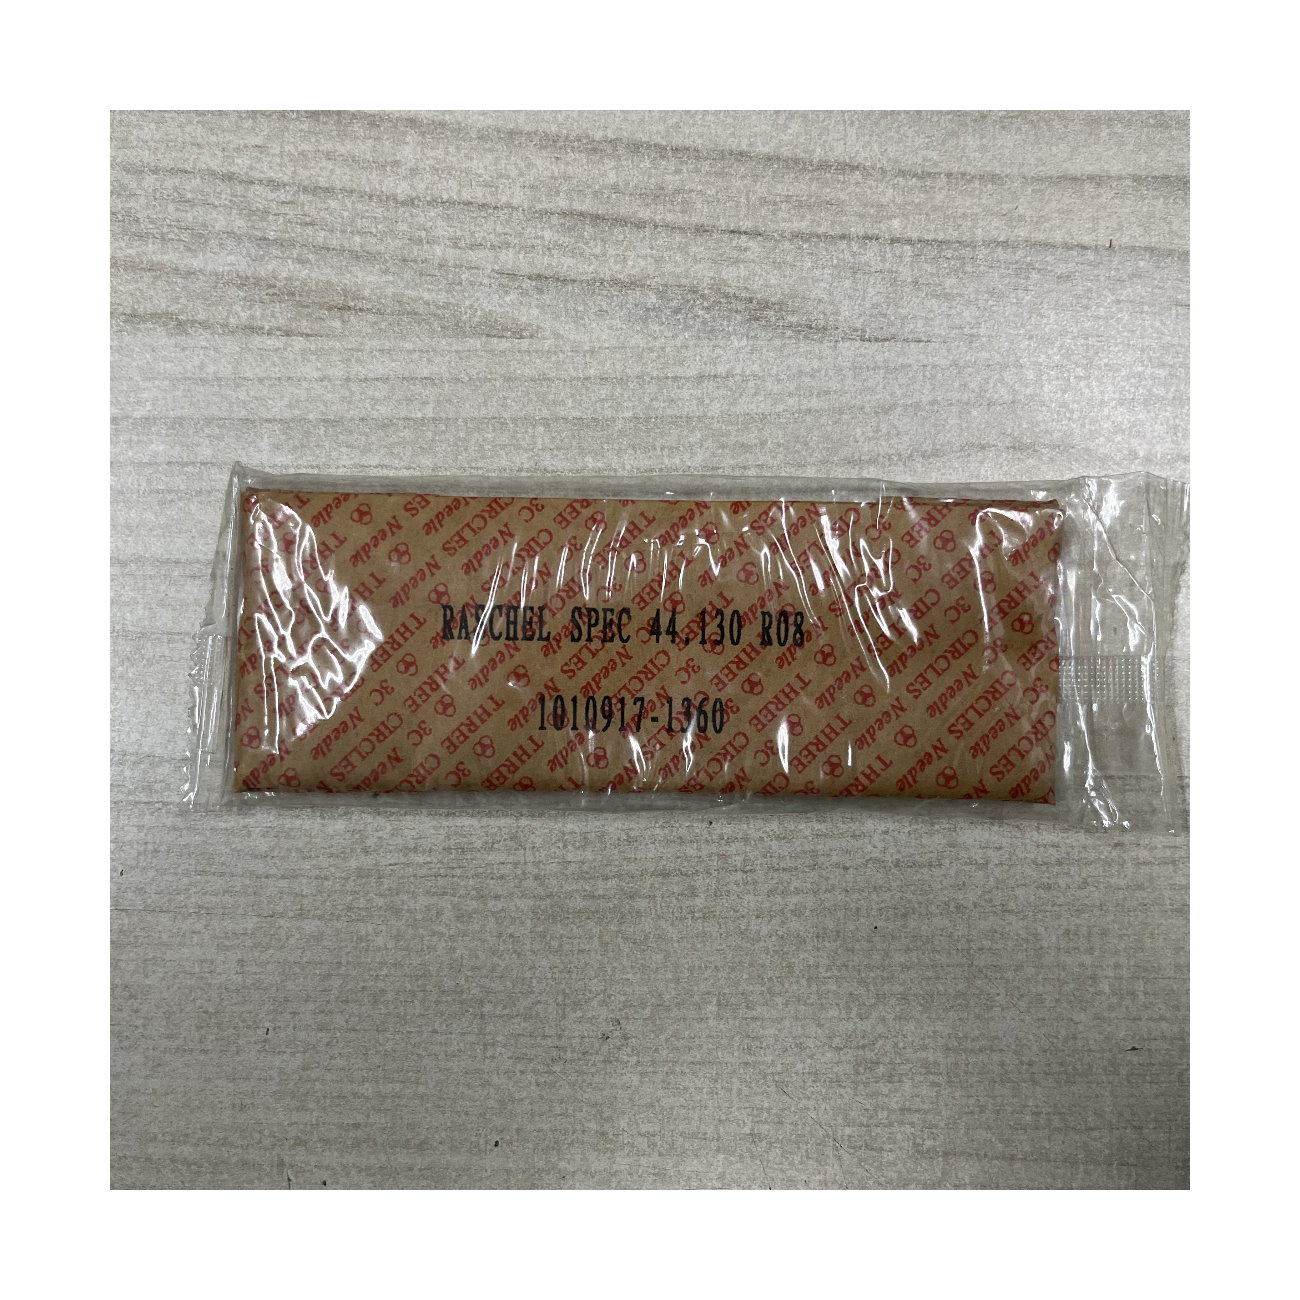 RASCHEL SPEC 44.130 R08
1010917-1360
THREE CIRCLES Needle
3C